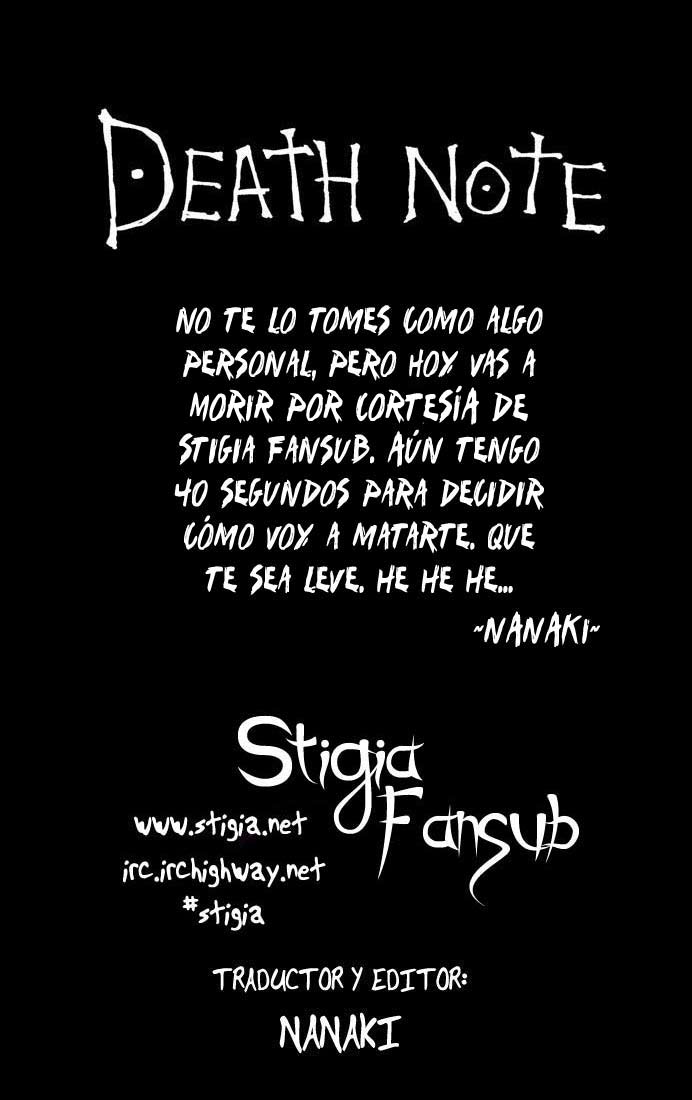 DEATH NOTE
NO TE LO TOMES COMO ALGO
PERSONAL, PERO HOY VAS A
MORIR POR CORTESÍA DE
STIGIA FANSUB. AÚN TENGO
40 SEGUNDOS PARA DECIDIR
CÓMO VOY A MATARTE. QUE
TE SEA LEVE. HE HE HE...
~NANAKI~
Stigia
Fansub
www.stigia.net
irc.irchighway.net
#stigia
TRADUCTOR Y EDITOR:
NANAKI